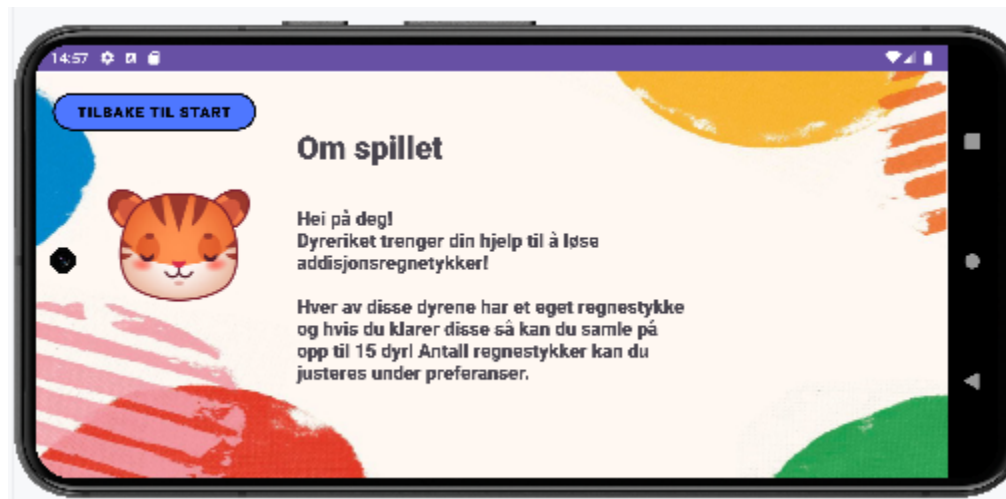 14:57
TILBAKE TIL START
Om spillet
Hei på deg!
Dyreriket trenger din hjelp til å løse
addisjonsregnetykker!
Hver av disse dyrene har et eget regnestykke
og hvis du klarer disse så kan du samle på
opp til 15 dyr! Antall regnestykker kan du
justeres under preferanser.